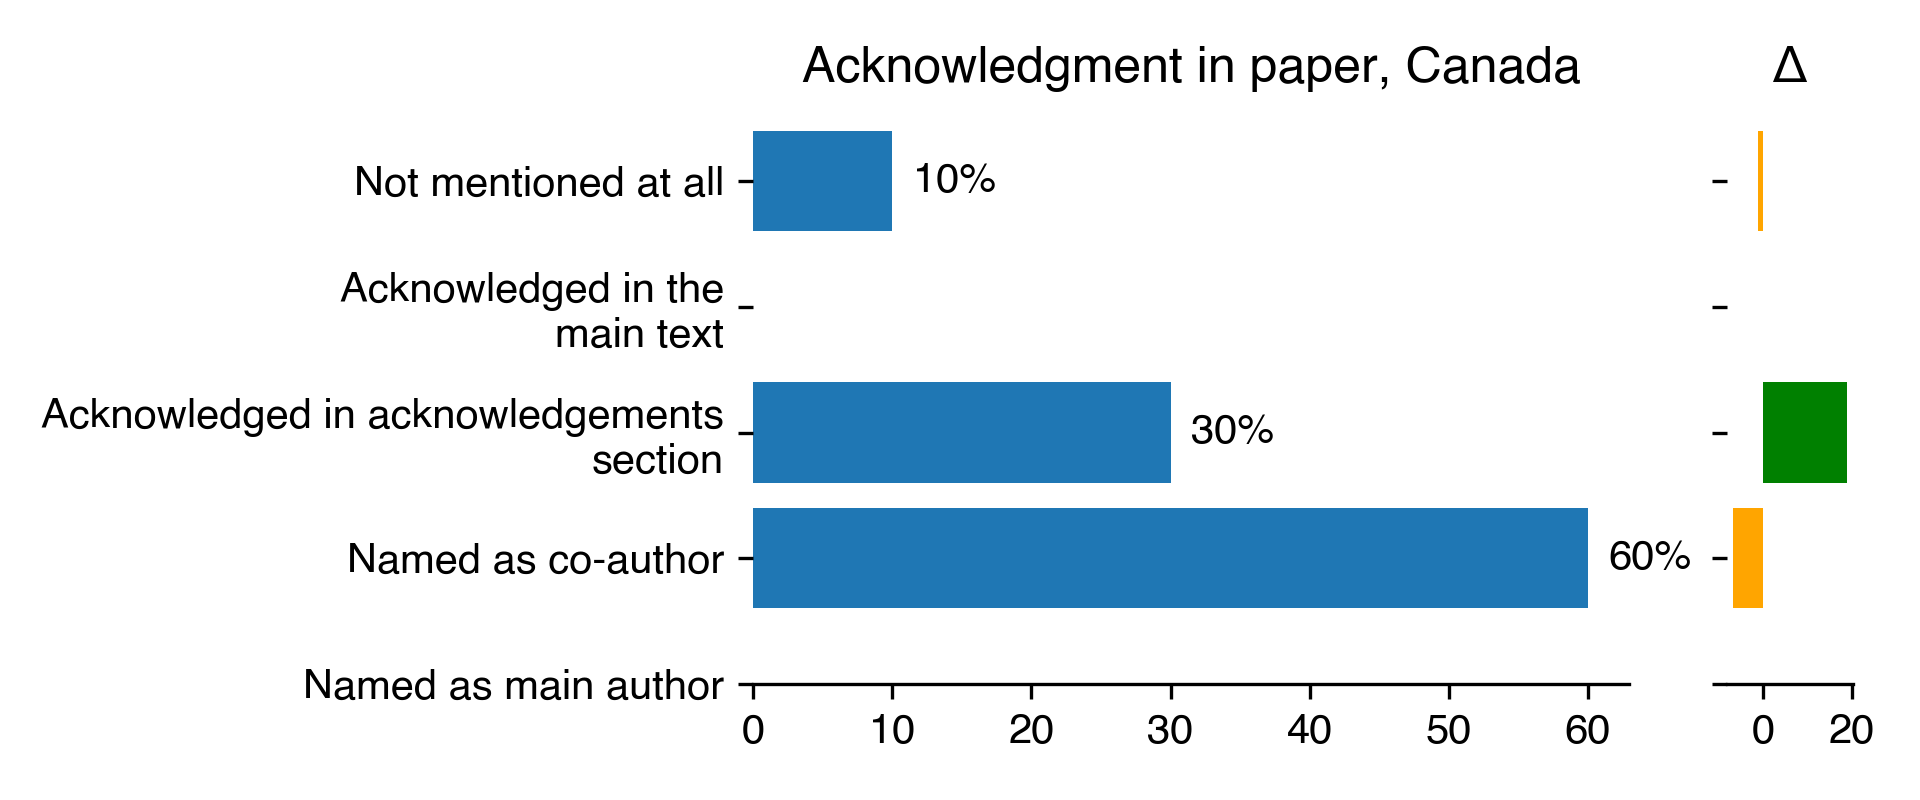 Acknowledgment in paper, Canada
Δ
Not mentioned at all
10%
Acknowledged in the
main text
Acknowledged in acknowledgements
section
30%
Named as co-author
60%
Named as main author
0 10 20 30 40 50 60
0 20